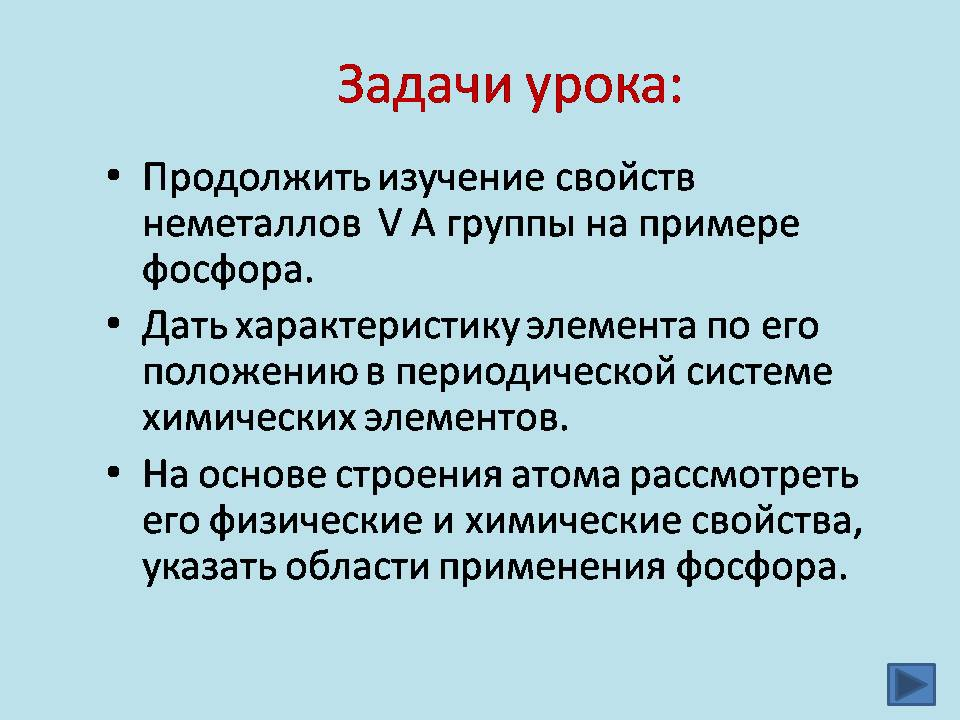 Задачи урока:
• Продолжить изучение свойств
неметаллов V А группы на примере
фосфора.
• Дать характеристику элемента по его
положению в периодической системе
химических элементов.
• На основе строения атома рассмотреть
его физические и химические свойства,
указать области применения фосфора.